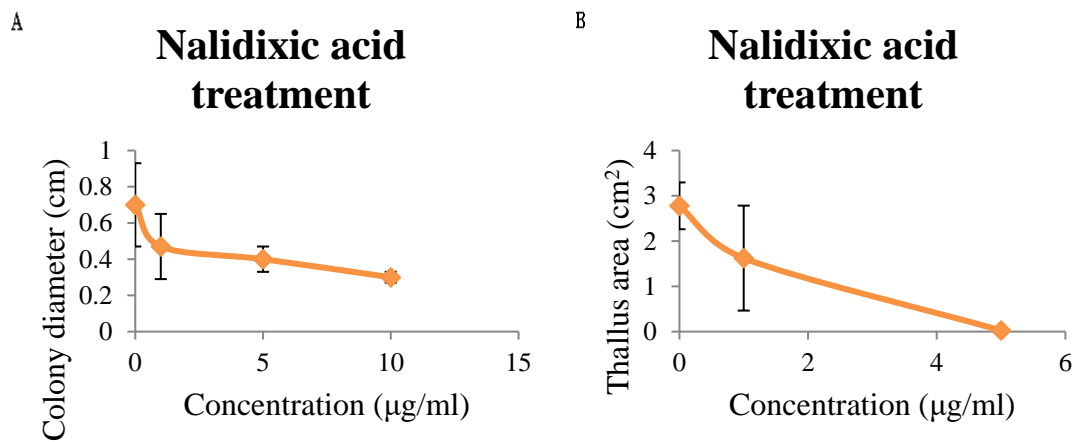 A
Nalidixic acid
treatment
Colony diameter (cm)
1
0.8
0.6
0.4
0.2
0
0
5
10
15
Concentration (μg/ml)
B
Nalidixic acid
treatment
Thallus area (cm²)
4
3
2
1
0
0
2
4
6
Concentration (μg/ml)